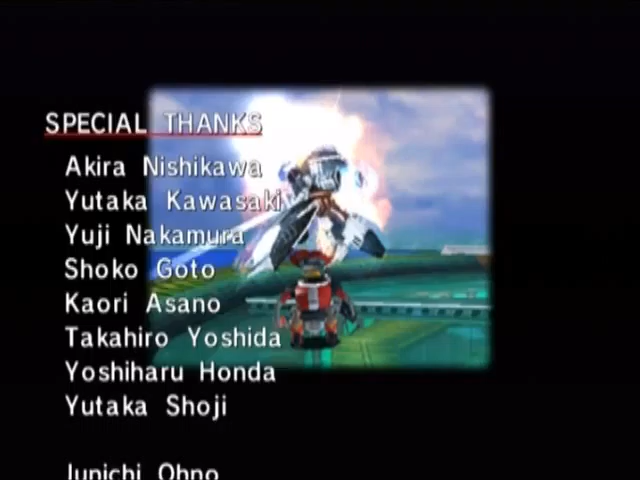 SPECIAL THANKS
Akira Nishikawa
Yutaka Kawasaki
Yuji Nakamura
Shoko Goto
Kaori Asano
Takahiro Yoshida
Yoshiharu Honda
Yutaka Shoji
Junichi Ohno